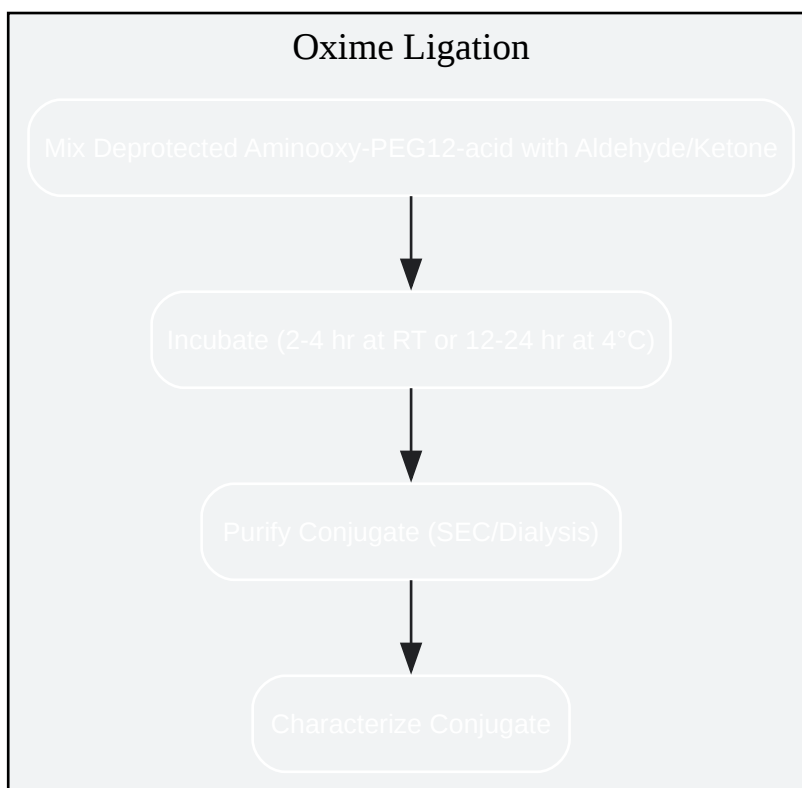 Oxime Ligation
Mix Deprotected Aminooxy-PEG12-acid with Aldehyde/Ketone
Incubate (2-4 hr at RT or 12-24 hr at 4°C)
Purify Conjugate (SEC/Dialysis)
Characterize Conjugate